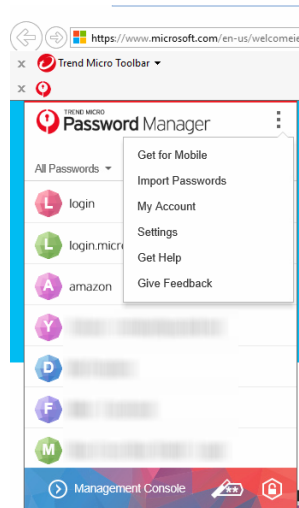 https://www.microsoft.com/en-us/welcomeie
x Trend Micro Toolbar
x
TREND MICRO
Password Manager
Get for Mobile
All Passwords
Import Passwords
L login
My Account
Settings
L login.micr
Get Help
A amazon
Give Feedback
Y
D
F
M
Management Console